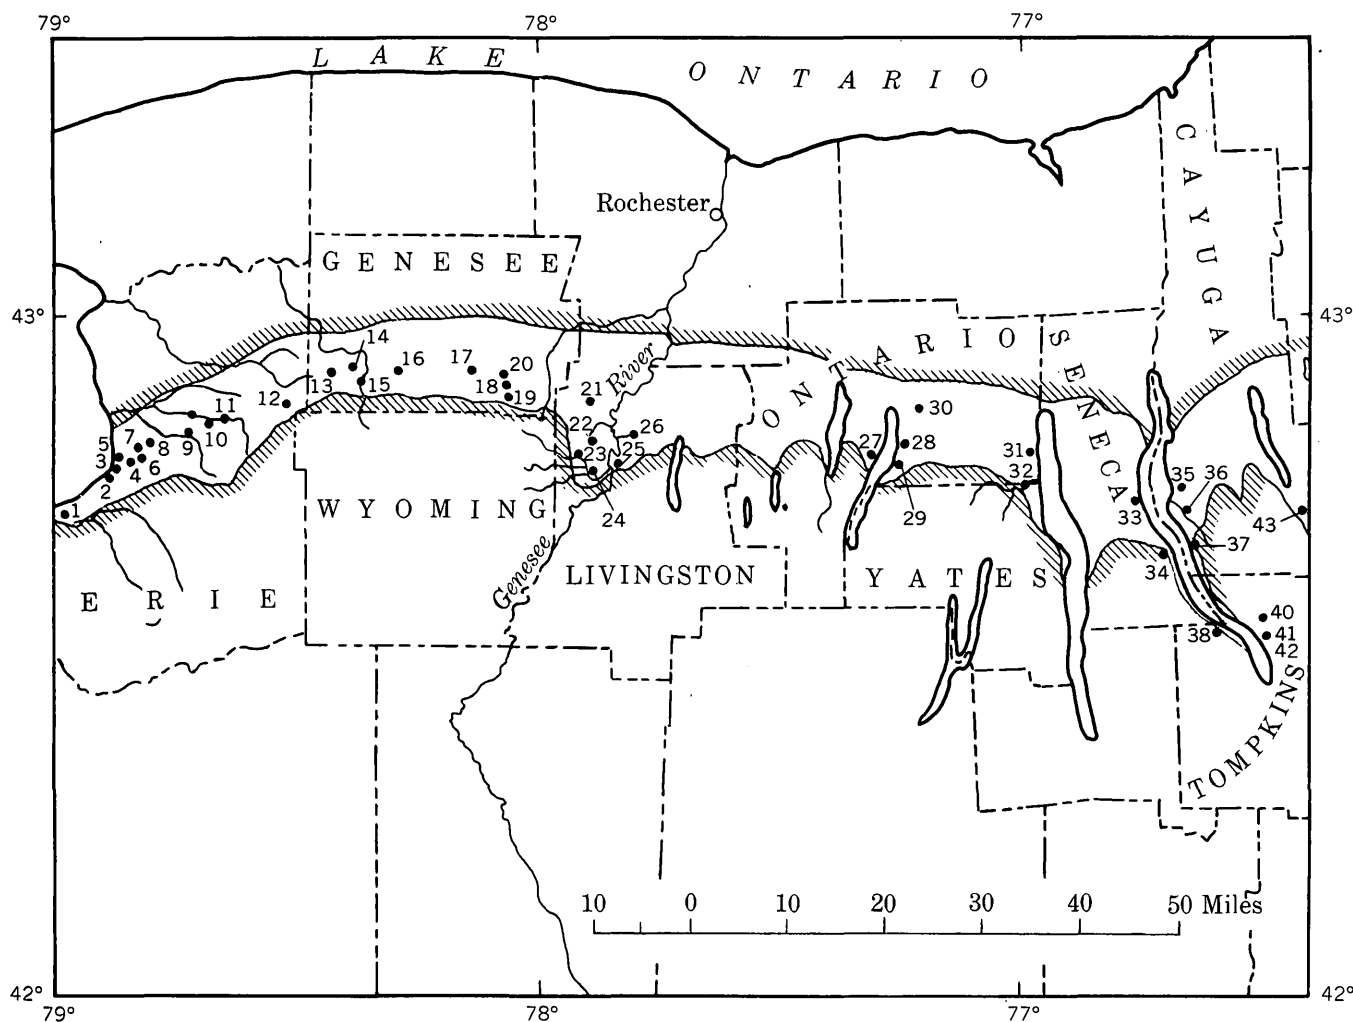 79° 78° 77°
LAKE ONTARIO
CAYUGA
Rochester
GENESEE
43° 43°
ONTARIO
SENECA
14
13 15 16 17 20
18
19
River
12
11
10
21
30
5 7 8 9
3 4 6
2
22 26
23 25
27 28
31
32
35 36
1
WYOMING
24
29
33
43
37
34
Genesee
LIVINGSTON
YATES
ERIE
40
38 41
42
TOMPKINS
10 0 10 20 30 40 50 Miles
42° 42°
79° 78° 77°